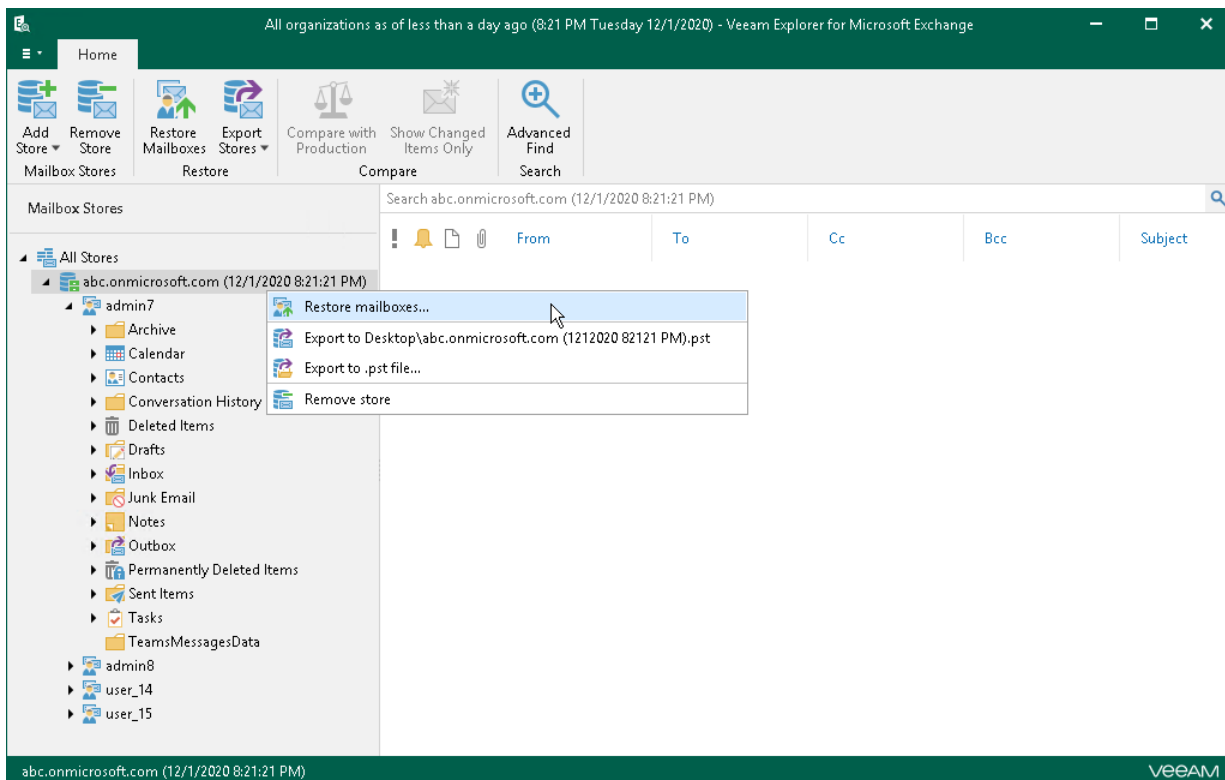 All organizations as of less than a day ago (8:21 PM Tuesday 12/1/2020) - Veeam Explorer for Microsoft Exchange
Home
Add Store
Remove Store
Restore Mailboxes
Export Stores
Compare with Production
Show Changed Items Only
Advanced Find
Mailbox Stores
Restore
Compare
Search
Mailbox Stores
Search abc.onmicrosoft.com (12/1/2020 8:21:21 PM)
From
To
Cc
Bcc
Subject
All Stores
abc.onmicrosoft.com (12/1/2020 8:21:21 PM)
admin7
Archive
Calendar
Contacts
Conversation History
Deleted Items
Drafts
Inbox
Junk Email
Notes
Outbox
Permanently Deleted Items
Sent Items
Tasks
TeamsMessagesData
admin8
user_14
user_15
Restore mailboxes...
Export to Desktop\abc.onmicrosoft.com (1212020 82121 PM).pst
Export to .pst file...
Remove store
abc.onmicrosoft.com (12/1/2020 8:21:21 PM)
veeAM